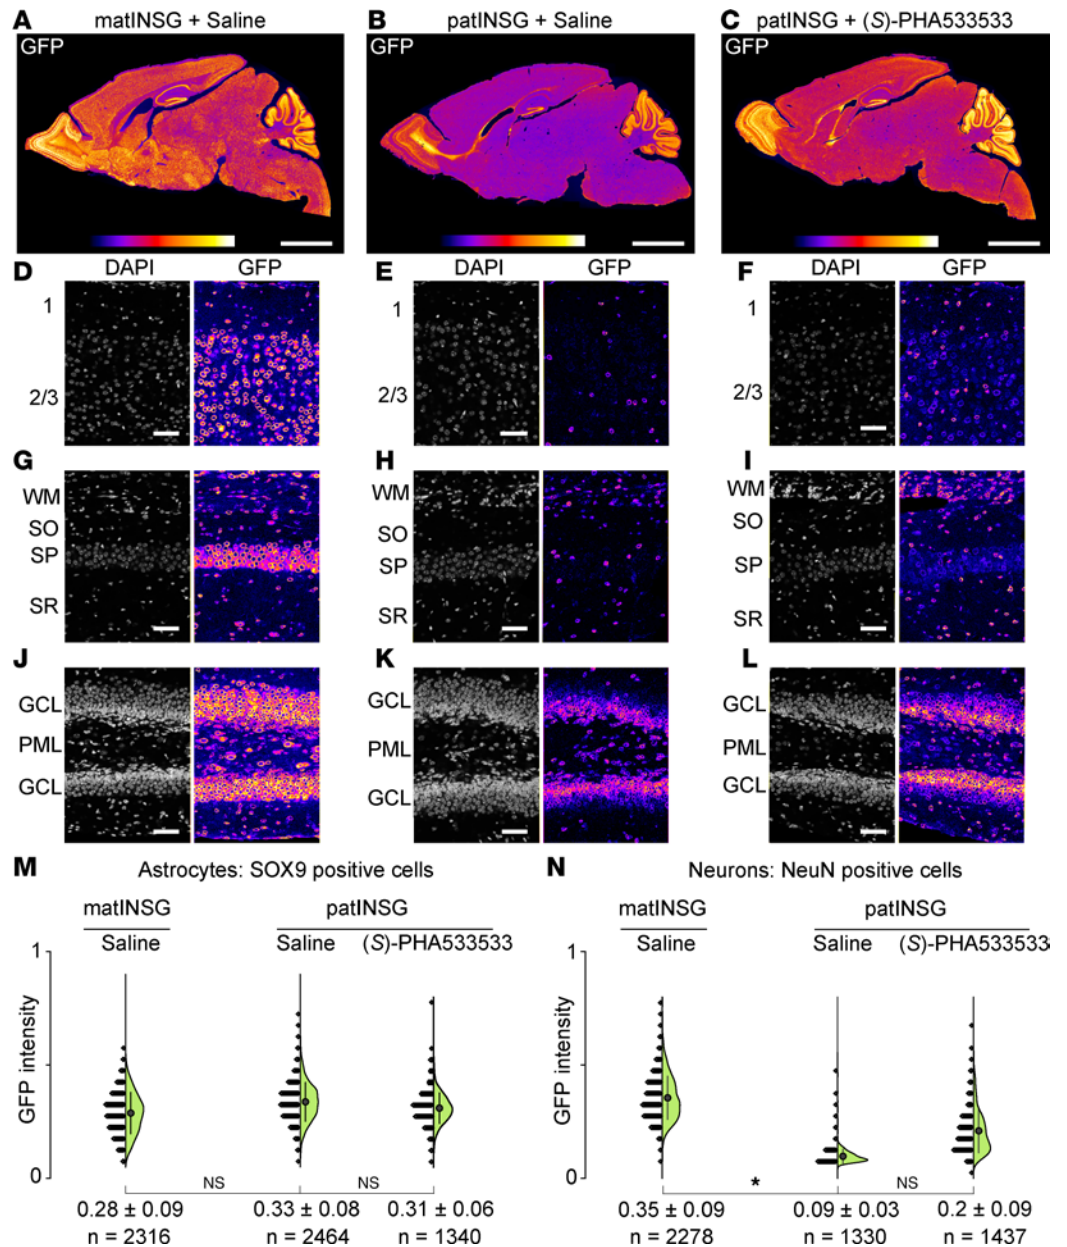 A matINSG + Saline B patINSG + Saline C patINSG + (S)-PHA533533
GFP GFP GFP
D DAPI GFP E DAPI GFP F DAPI GFP
1 1 1
2/3 2/3 2/3
G H I
WM WM WM
SO SO SO
SP SP SP
SR SR SR
J K L
GCL GCL GCL
PML PML PML
GCL GCL GCL
M Astrocytes: SOX9 positive cells N Neurons: NeuN positive cells
matINSG patINSG matINSG patINSG
Saline Saline (S)-PHA533533 Saline Saline (S)-PHA533533
1 1
GFP intensity GFP intensity
0 0
NS NS * NS
0.28 ± 0.09 0.33 ± 0.08 0.31 ± 0.06 0.35 ± 0.09 0.09 ± 0.03 0.2 ± 0.09
n = 2316 n = 2464 n = 1340 n = 2278 n = 1330 n = 1437